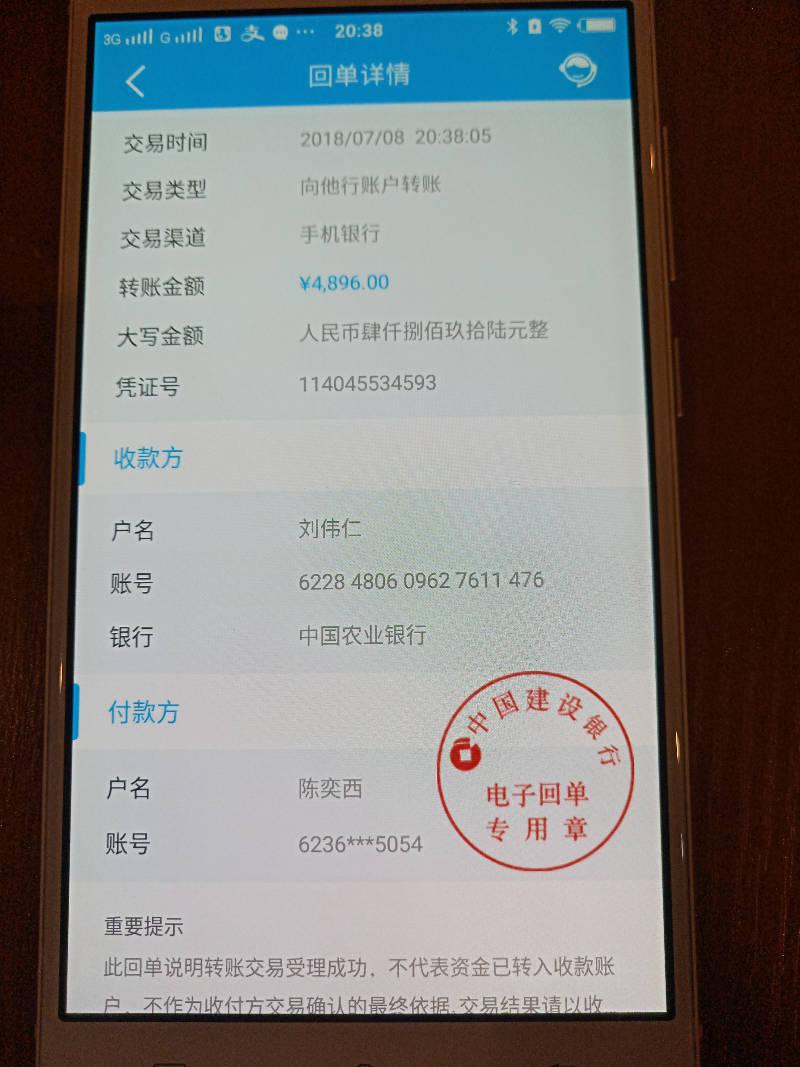 3G G 支 ··· 20:38
回单详情
交易时间 2018/07/08 20:38:05
交易类型 向他行账户转账
交易渠道 手机银行
转账金额 ¥4,896.00
大写金额 人民币肆仟捌佰玖拾陆元整
凭证号 114045534593
收款方
户名 刘伟仁
账号 6228 4806 0962 7611 476
银行 中国农业银行
付款方
中国建设银行
电子回单
专用章
户名 陈奕西
账号 6236***5054
重要提示
此回单说明转账交易受理成功，不代表资金已转入收款账
户，不作为收付方交易确认的最终依据,交易结果请以收...